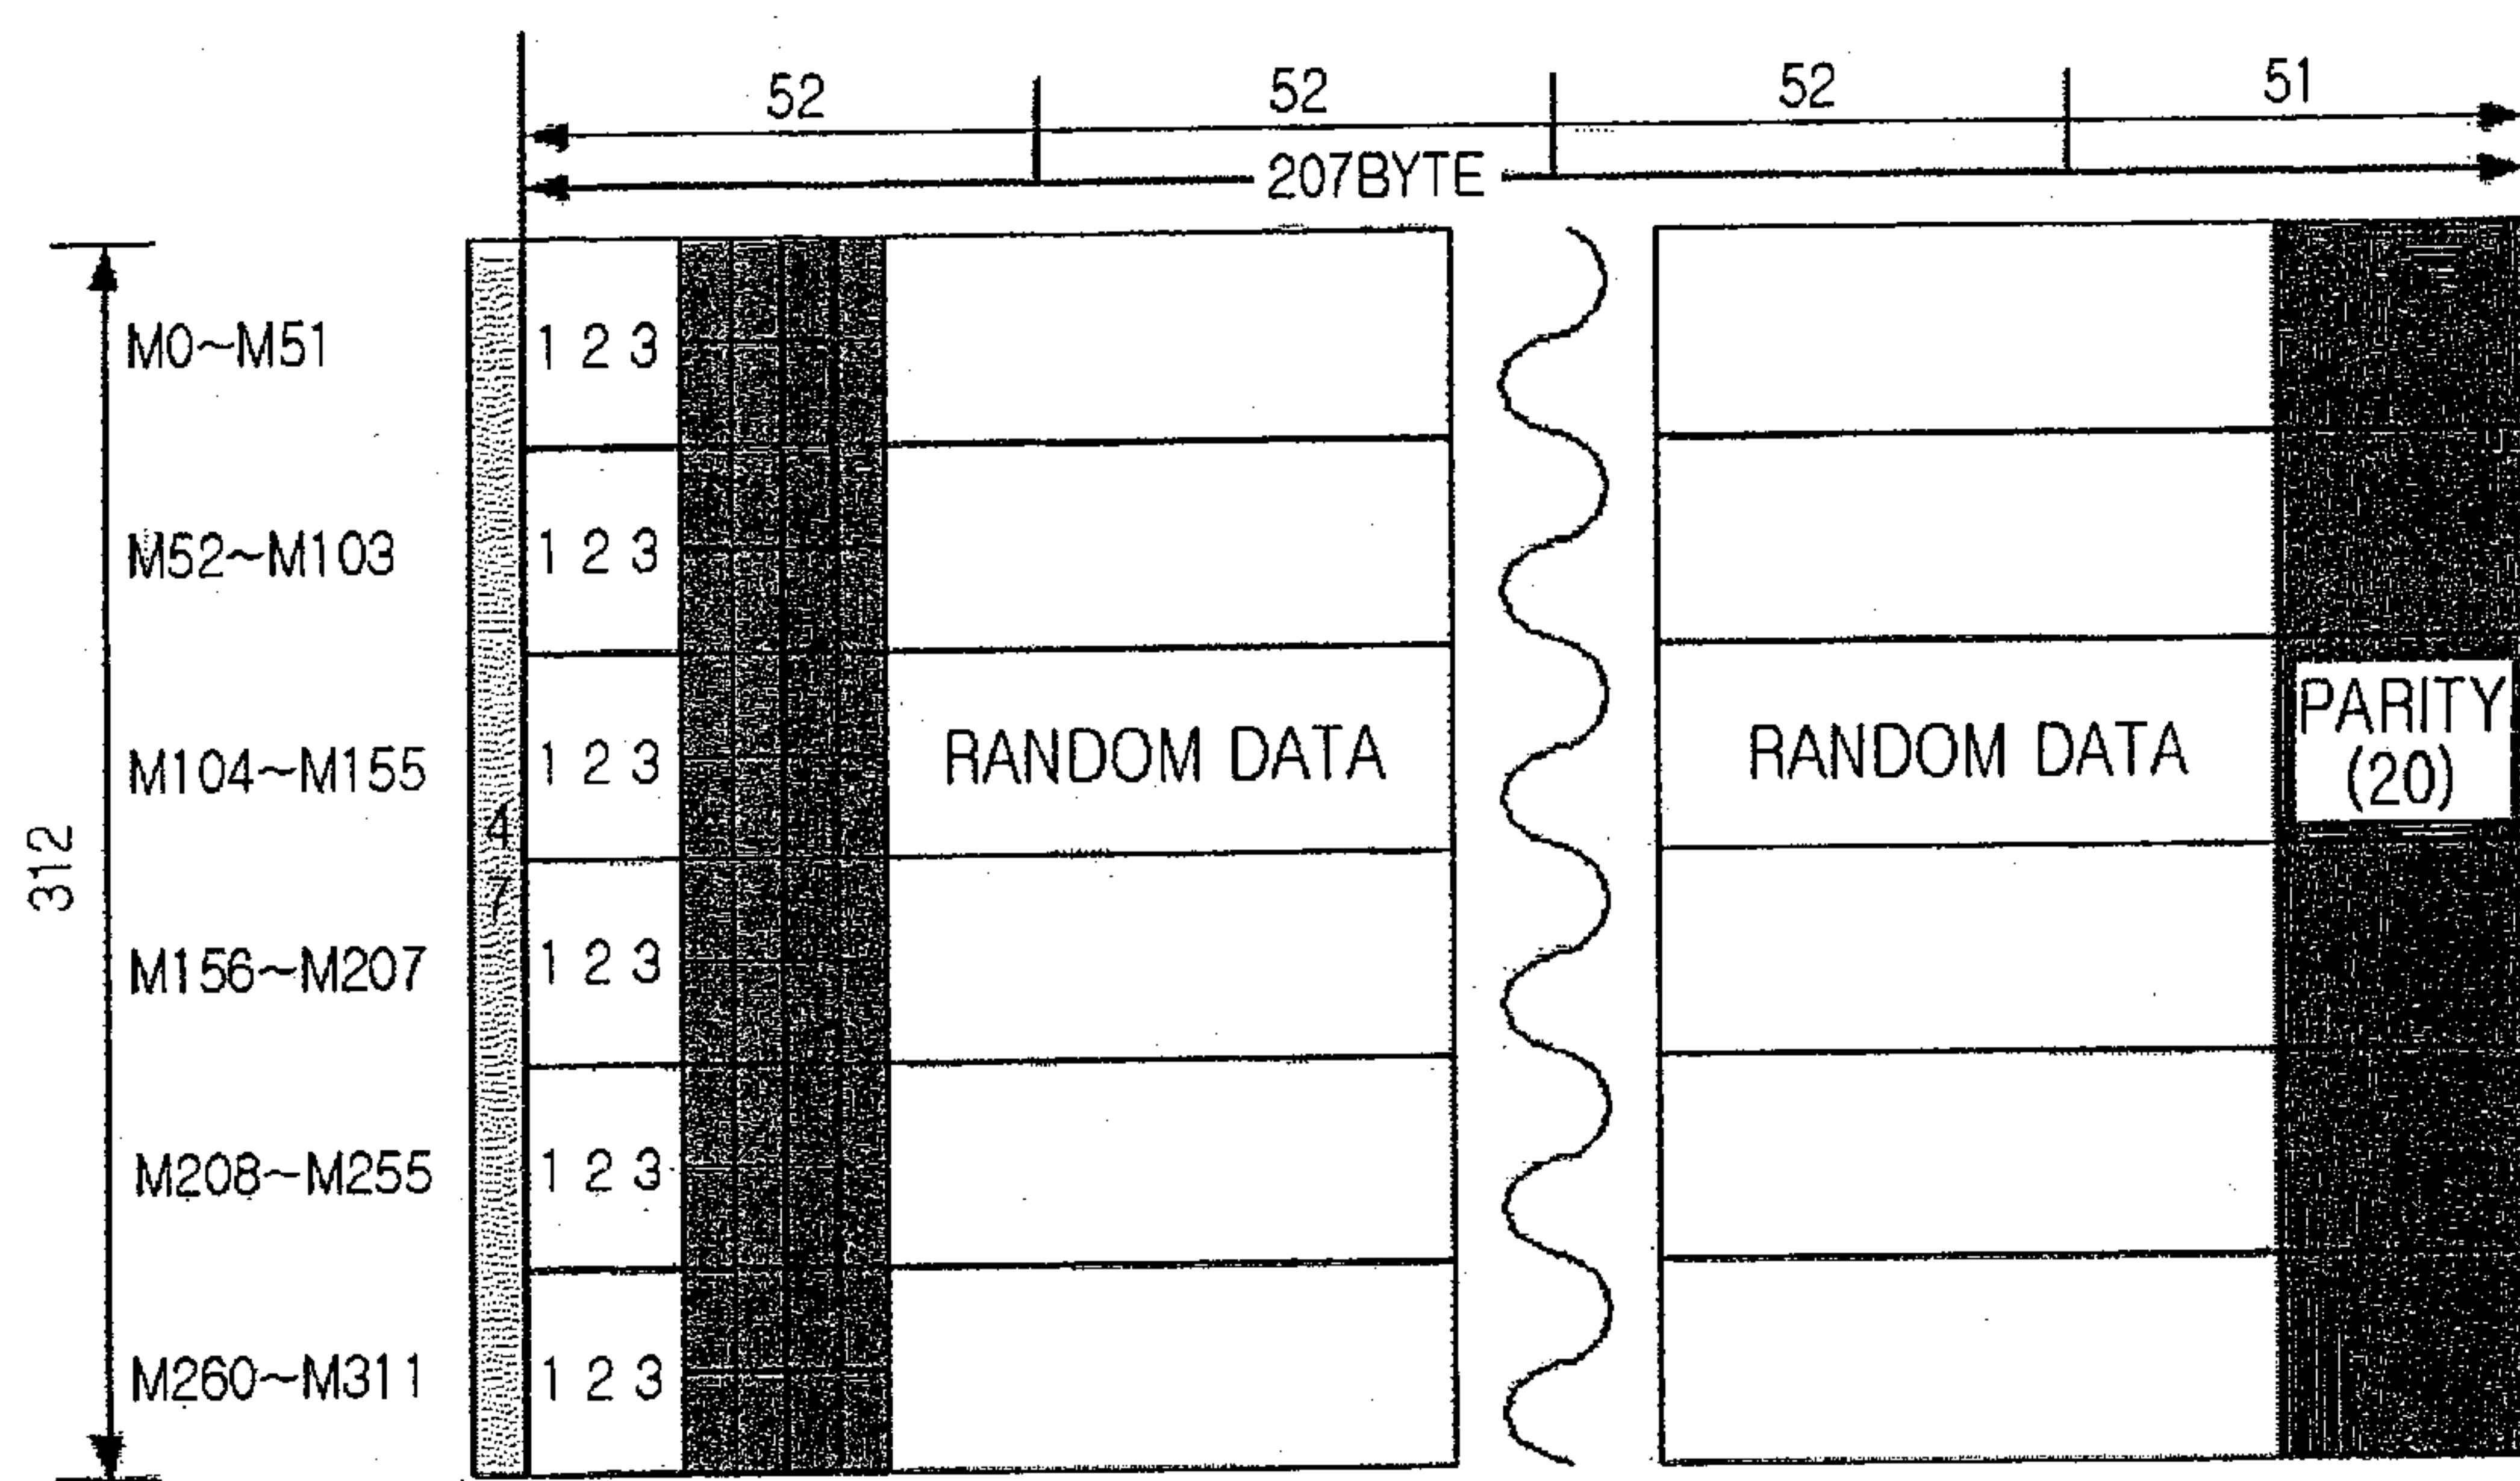 52 52 52 51
207BYTE
M0~M51 1 2 3
M52~M103 1 2 3
M104~M155 1 2 3 RANDOM DATA RANDOM DATA PARITY
(20)
312
4
7
M156~M207 1 2 3
M208~M255 1 2 3
M260~M311 1 2 3